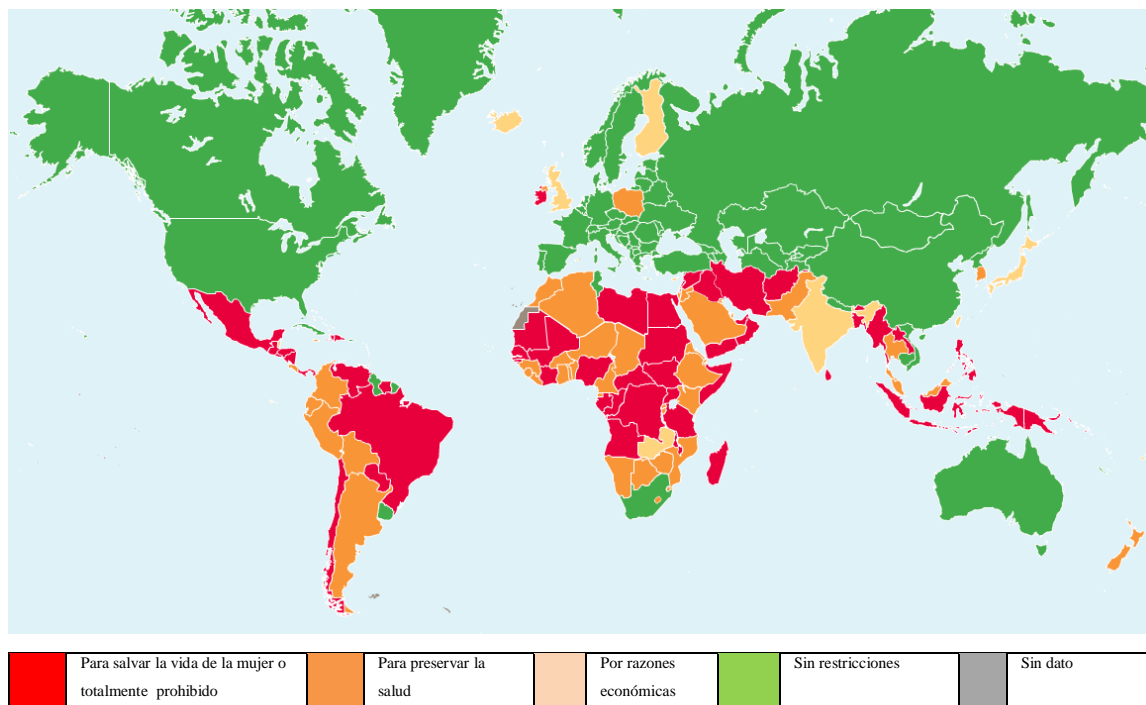 Para salvar la vida de la mujer o
totalmente prohibido
Para preservar la
salud
Por razones
económicas
Sin restricciones
Sin dato